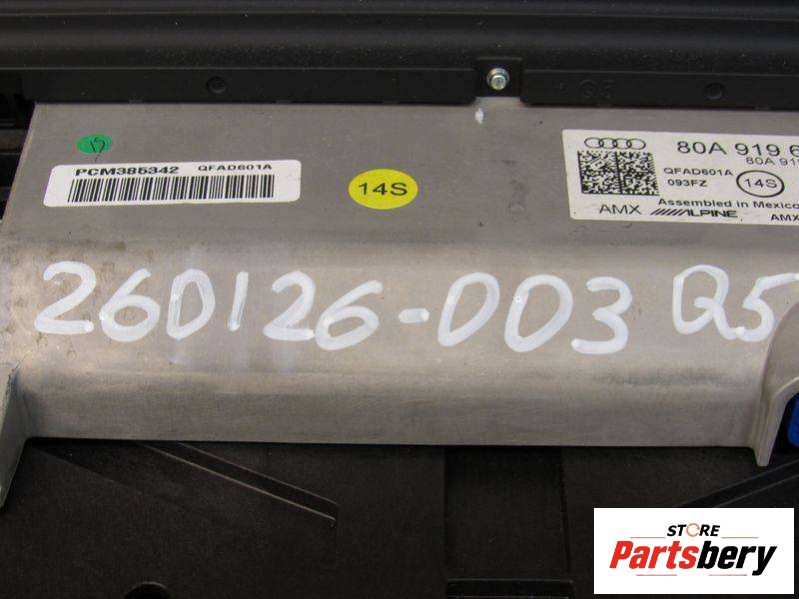 80A 919 6
80A 919
PCM385342 QFAD601A
QFAD601A
093FZ 14S
14S
Assembled in Mexico
AMX ALPINE AMX
260126-003 Q5
STORE
Partsbery